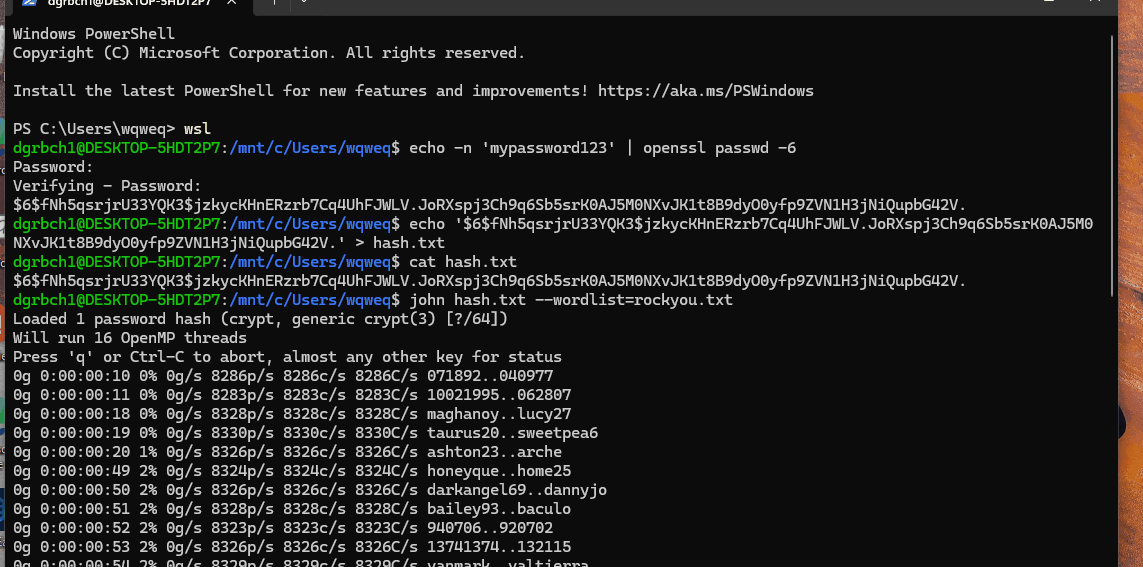 dgrbch1@DESKTOP-5HDT2P7
Windows PowerShell
Copyright (C) Microsoft Corporation. All rights reserved.
Install the latest PowerShell for new features and improvements! https://aka.ms/PSWindows
PS C:\Users\wqweq> wsl
dgrbch1@DESKTOP-5HDT2P7:/mnt/c/Users/wqweq$ echo -n 'mypassword123' | openssl passwd -6
Password:
Verifying - Password:
$6$fNh5qsrjrU33YQK3$jzkycKHnERzrb7Cq4UhFJWLV.JoRXspj3Ch9q6Sb5srK0AJ5M0NXvJK1t8B9dyO0yfp9ZVN1H3jNiQupbG42V.
dgrbch1@DESKTOP-5HDT2P7:/mnt/c/Users/wqweq$ echo '$6$fNh5qsrjrU33YQK3$jzkycKHnERzrb7Cq4UhFJWLV.JoRXspj3Ch9q6Sb5srK0AJ5M0
NXvJK1t8B9dyO0yfp9ZVN1H3jNiQupbG42V.' > hash.txt
dgrbch1@DESKTOP-5HDT2P7:/mnt/c/Users/wqweq$ cat hash.txt
$6$fNh5qsrjrU33YQK3$jzkycKHnERzrb7Cq4UhFJWLV.JoRXspj3Ch9q6Sb5srK0AJ5M0NXvJK1t8B9dyO0yfp9ZVN1H3jNiQupbG42V.
dgrbch1@DESKTOP-5HDT2P7:/mnt/c/Users/wqweq$ john hash.txt --wordlist=rockyou.txt
Loaded 1 password hash (crypt, generic crypt(3) [?/64])
Will run 16 OpenMP threads
Press 'q' or Ctrl-C to abort, almost any other key for status
0g 0:00:00:10 0% 0g/s 8286p/s 8286c/s 8286C/s 071892..040977
0g 0:00:00:11 0% 0g/s 8283p/s 8283c/s 8283C/s 10021995..062807
0g 0:00:00:18 0% 0g/s 8328p/s 8328c/s 8328C/s maghanoy..lucy27
0g 0:00:00:19 0% 0g/s 8330p/s 8330c/s 8330C/s taurus20..sweetpea6
0g 0:00:00:20 1% 0g/s 8326p/s 8326c/s 8326C/s ashton23..arche
0g 0:00:00:49 2% 0g/s 8324p/s 8324c/s 8324C/s honeyque..home25
0g 0:00:00:50 2% 0g/s 8326p/s 8326c/s 8326C/s darkangel69..dannyjo
0g 0:00:00:51 2% 0g/s 8328p/s 8328c/s 8328C/s bailey93..baculo
0g 0:00:00:52 2% 0g/s 8323p/s 8323c/s 8323C/s 940706..920702
0g 0:00:00:53 2% 0g/s 8326p/s 8326c/s 8326C/s 13741374..132115
0g 0:00:00:54 2% 0g/s 8329p/s 8329c/s 8329C/s yanmark..valtierra